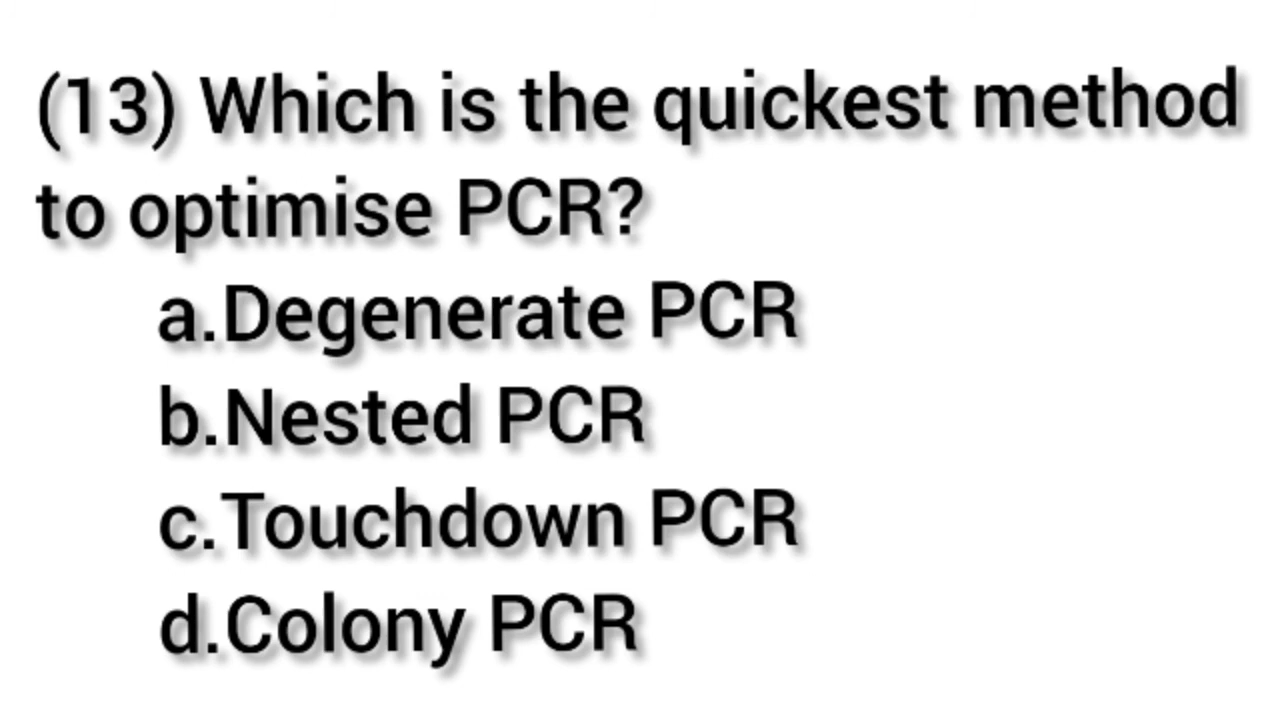 (13) Which is the quickest method
to optimise PCR?
a.Degenerate PCR
b.Nested PCR
c.Touchdown PCR
d.Colony PCR